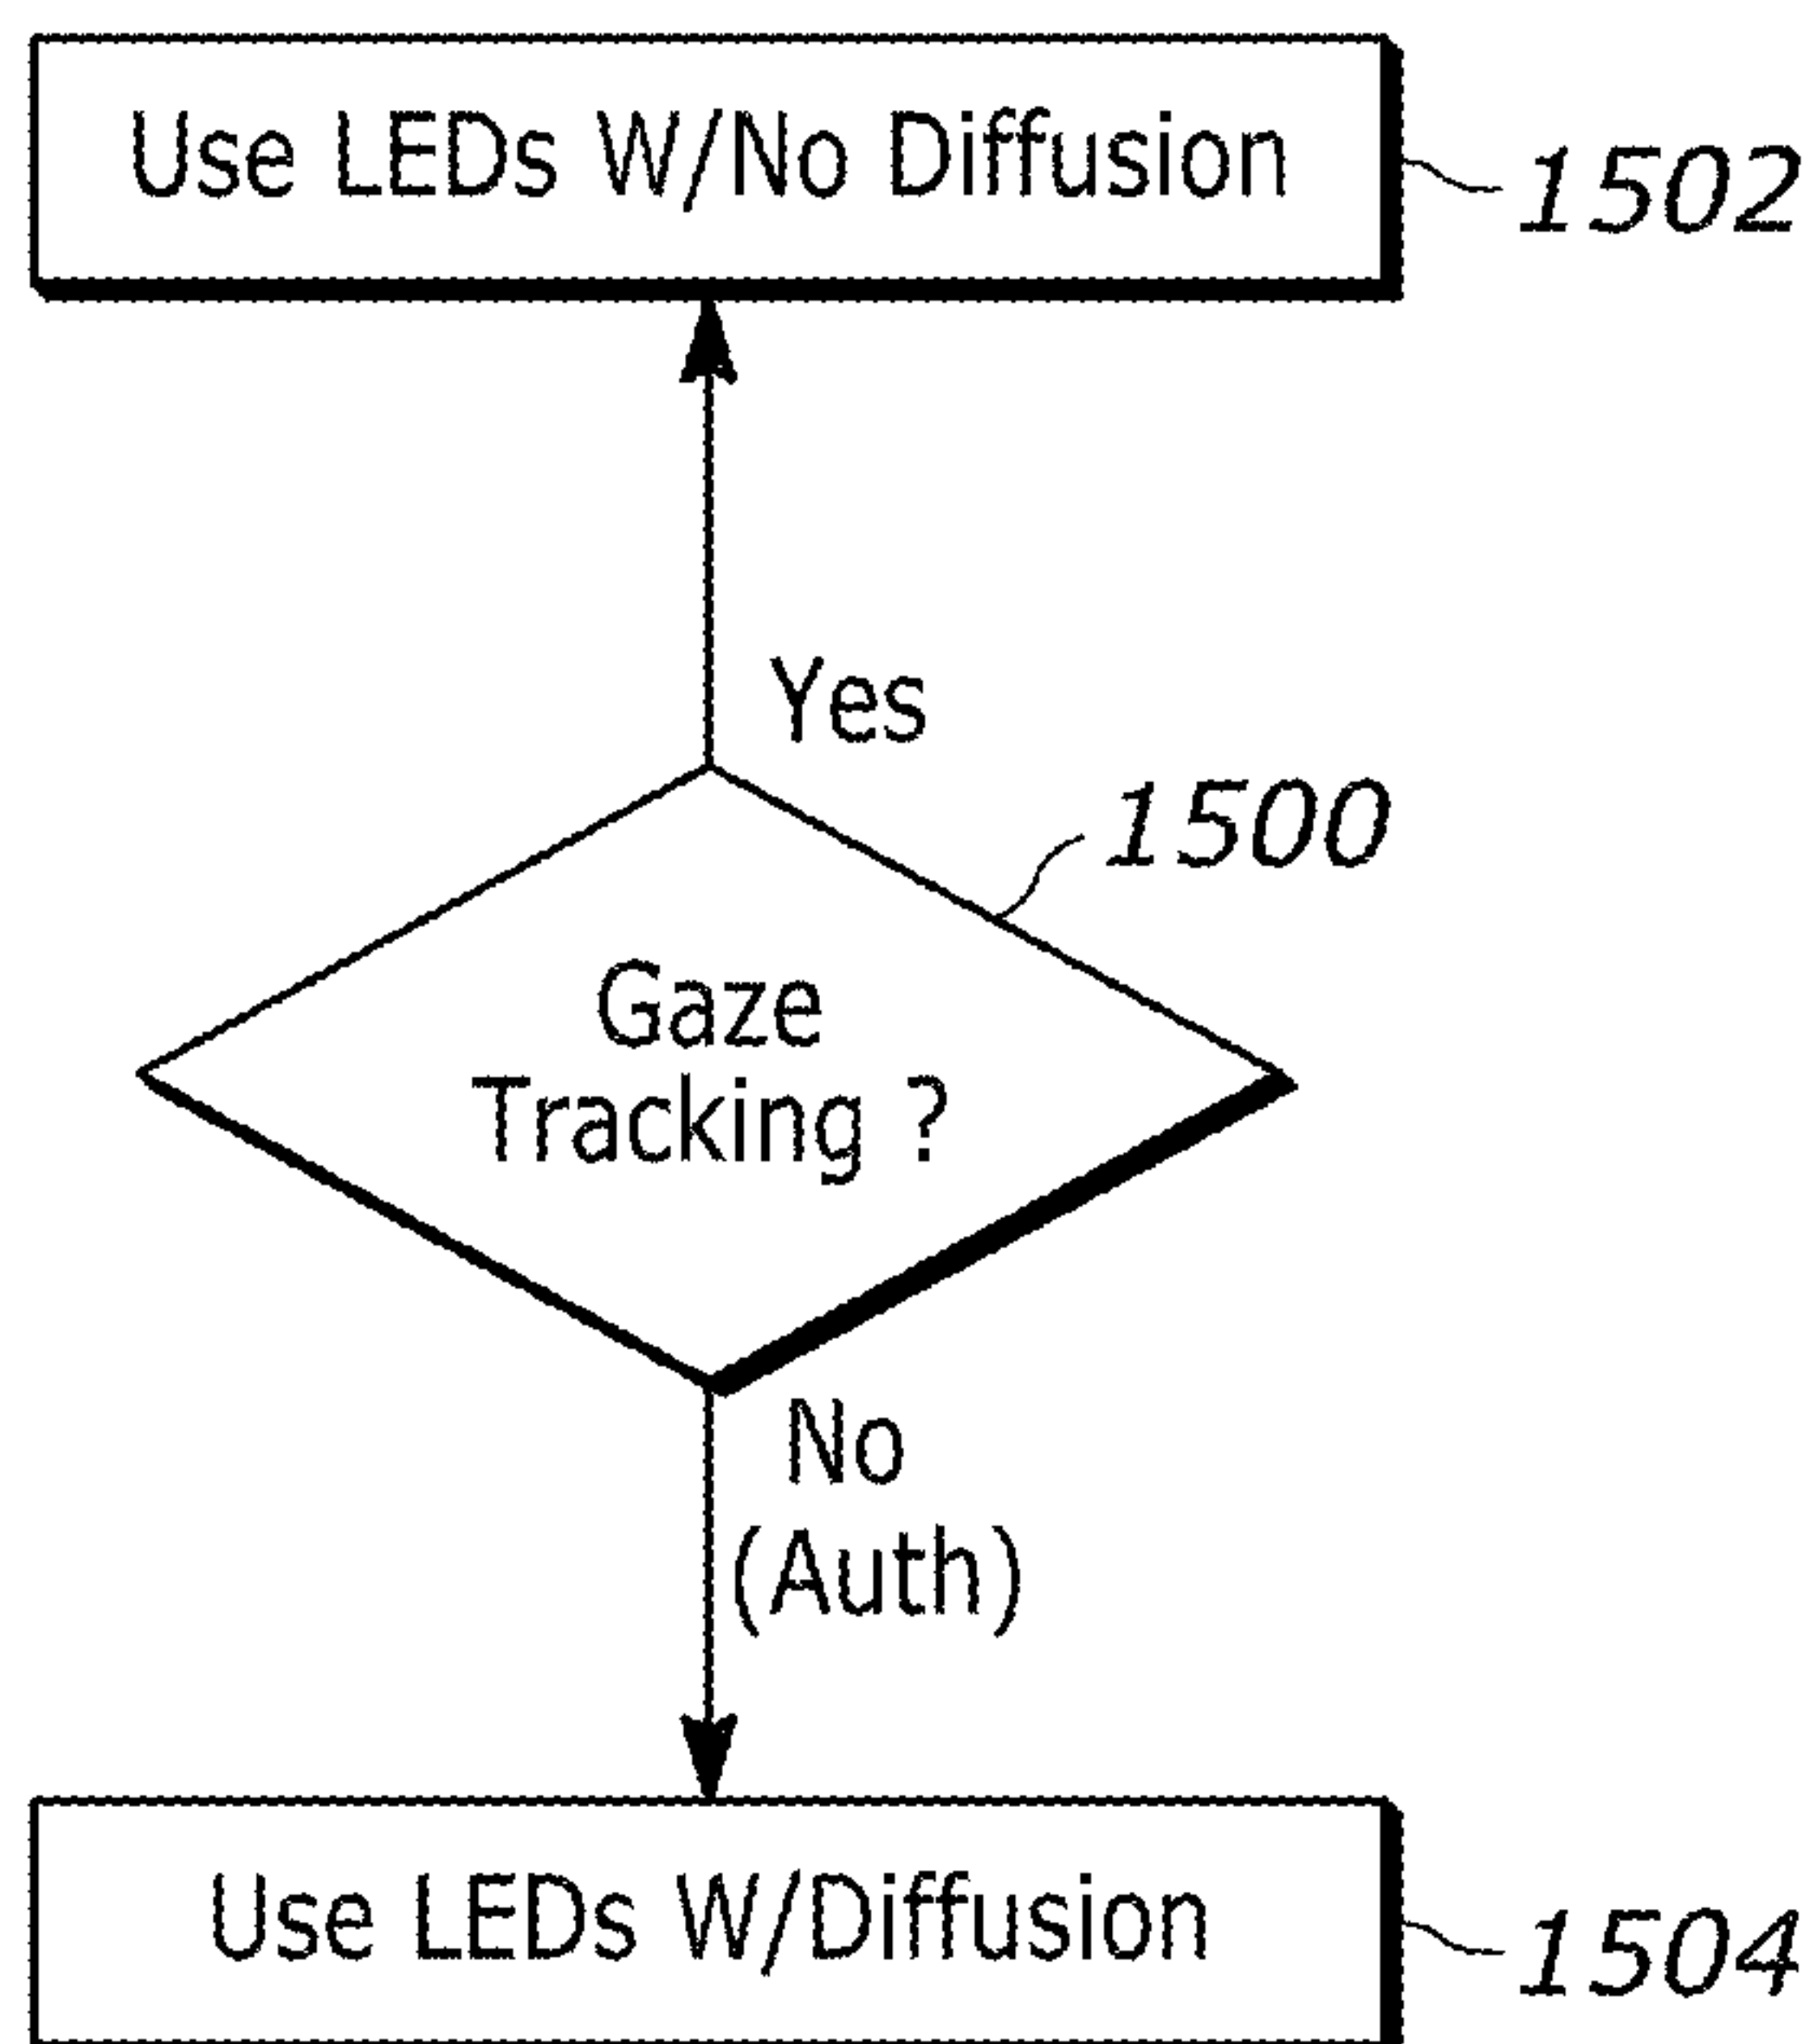 Use LEDs W/No Diffusion
1502
Yes
1500
Gaze
Tracking ?
No
(Auth)
Use LEDs W/Diffusion
1504